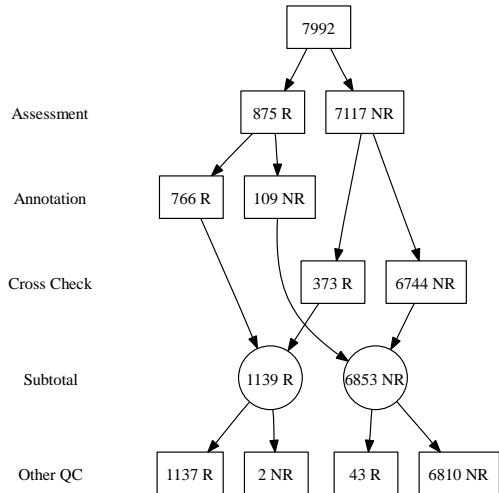 7992
Assessment
875 R
7117 NR
Annotation
766 R
109 NR
Cross Check
373 R
6744 NR
Subtotal
1139 R
6853 NR
Other QC
1137 R
2 NR
43 R
6810 NR